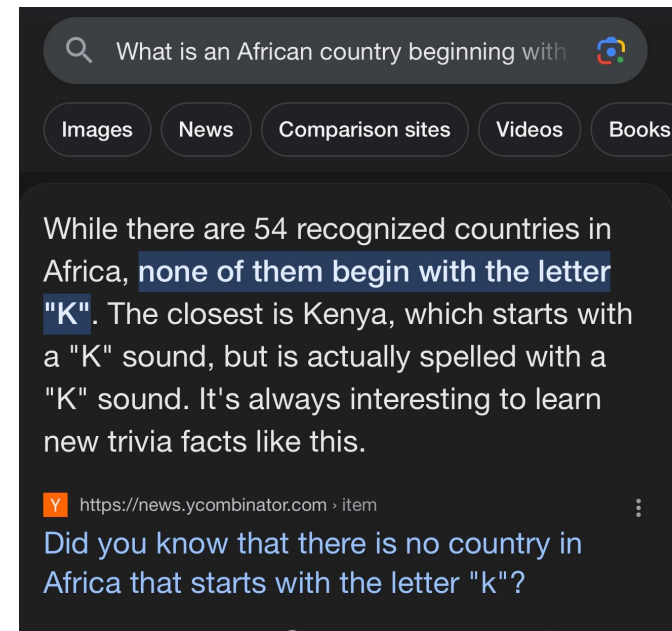 What is an African country beginning with
Images News Comparison sites Videos Books
While there are 54 recognized countries in
Africa, none of them begin with the letter
"K". The closest is Kenya, which starts with
a "K" sound, but is actually spelled with a
"K" sound. It's always interesting to learn
new trivia facts like this.
Y https://news.ycombinator.com › item
Did you know that there is no country in
Africa that starts with the letter "k"?